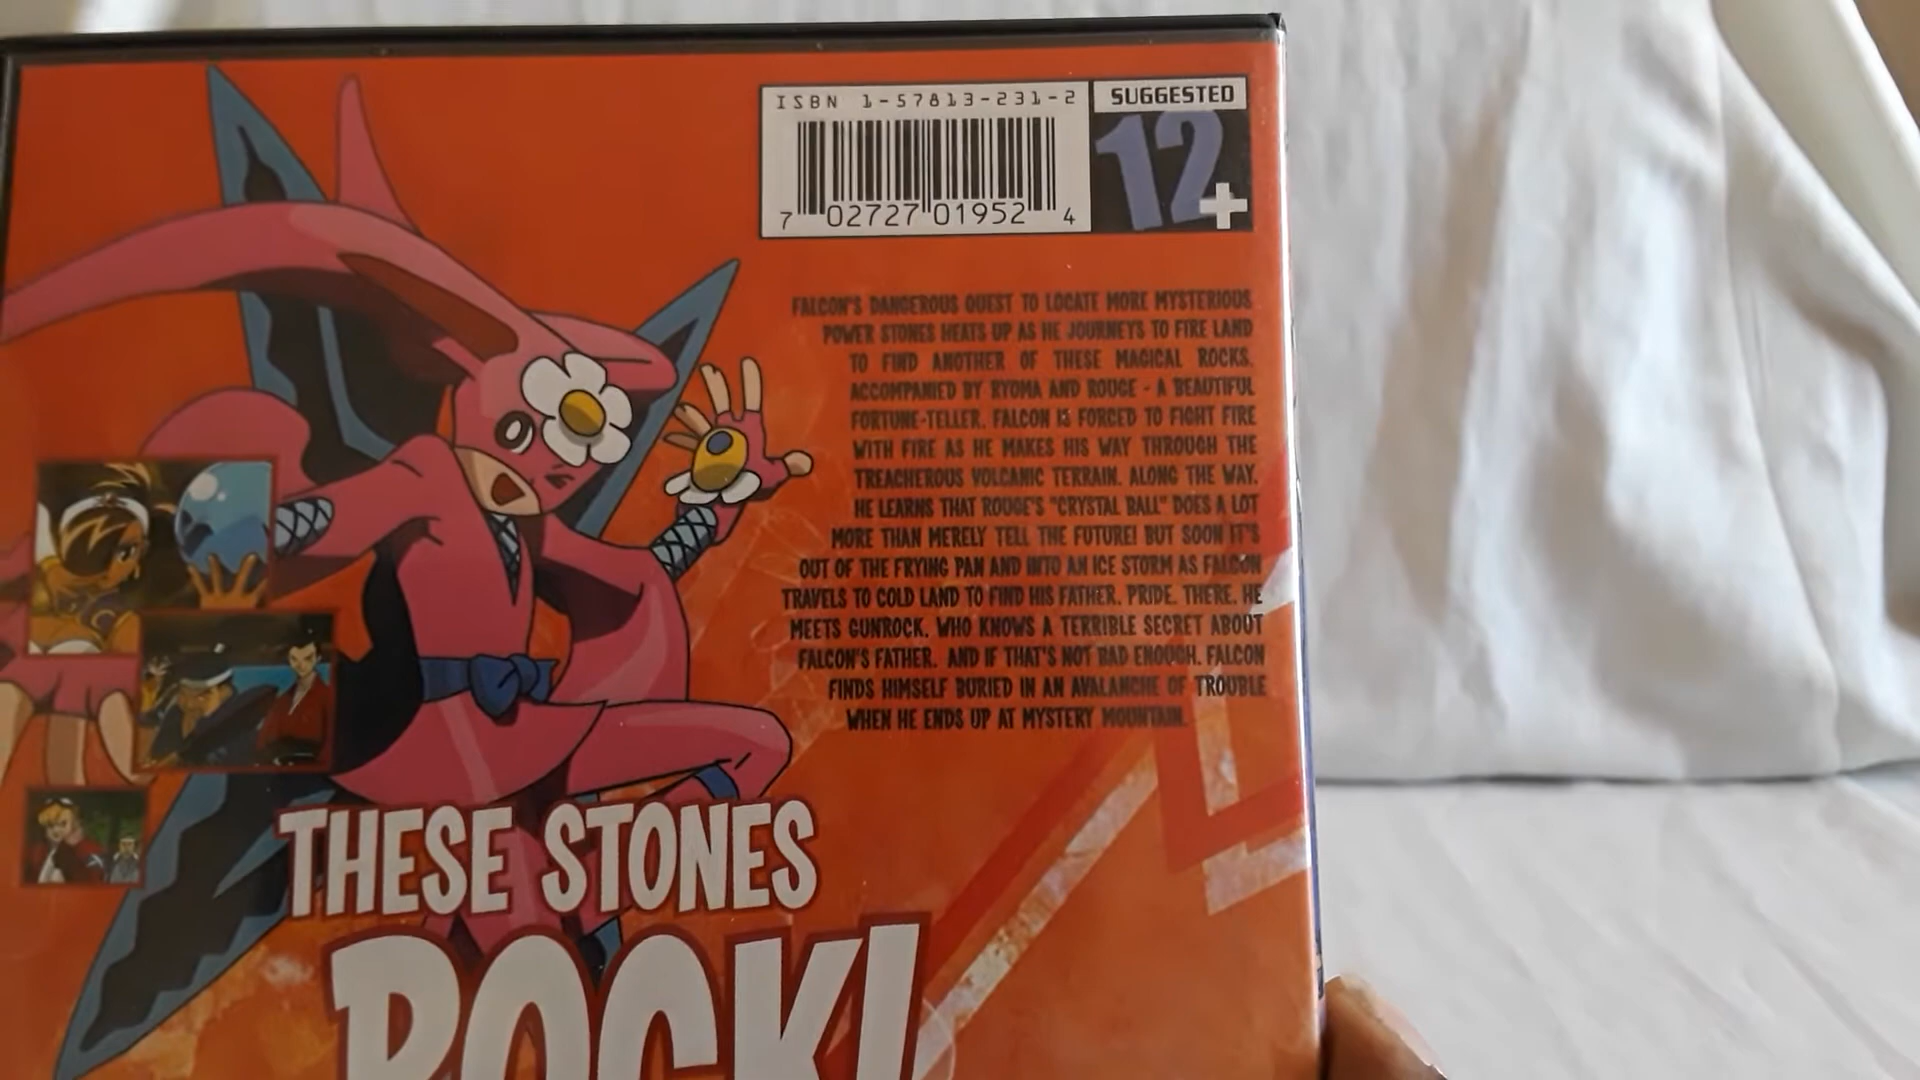 ISBN 1-57813-231-2
SUGGESTED
12+
7 02727 01952 4
FALCON'S DANGEROUS QUEST TO LOCATE MORE MYSTERIOUS
POWER STONES HEATS UP AS HE JOURNEYS TO FIRE LAND
TO FIND ANOTHER OF THESE MAGICAL ROCKS.
ACCOMPANIED BY RYOMA AND ROUGE - A BEAUTIFUL
FORTUNE-TELLER, FALCON IS FORCED TO FIGHT FIRE
WITH FIRE AS HE MAKES HIS WAY THROUGH THE
TREACHEROUS VOLCANIC TERRAIN. ALONG THE WAY,
HE LEARNS THAT ROUGE'S "CRYSTAL BALL" DOES A LOT
MORE THAN MERELY TELL THE FUTURE! BUT SOON IT'S
OUT OF THE FRYING PAN AND INTO AN ICE STORM AS FALCON
TRAVELS TO COLD LAND TO FIND HIS FATHER, PRIDE. THERE, HE
MEETS GUNROCK, WHO KNOWS A TERRIBLE SECRET ABOUT
FALCON'S FATHER. AND IF THAT'S NOT BAD ENOUGH, FALCON
FINDS HIMSELF BURIED IN AN AVALANCHE OF TROUBLE
WHEN HE ENDS UP AT MYSTERY MOUNTAIN.
THESE STONES
ROCK!